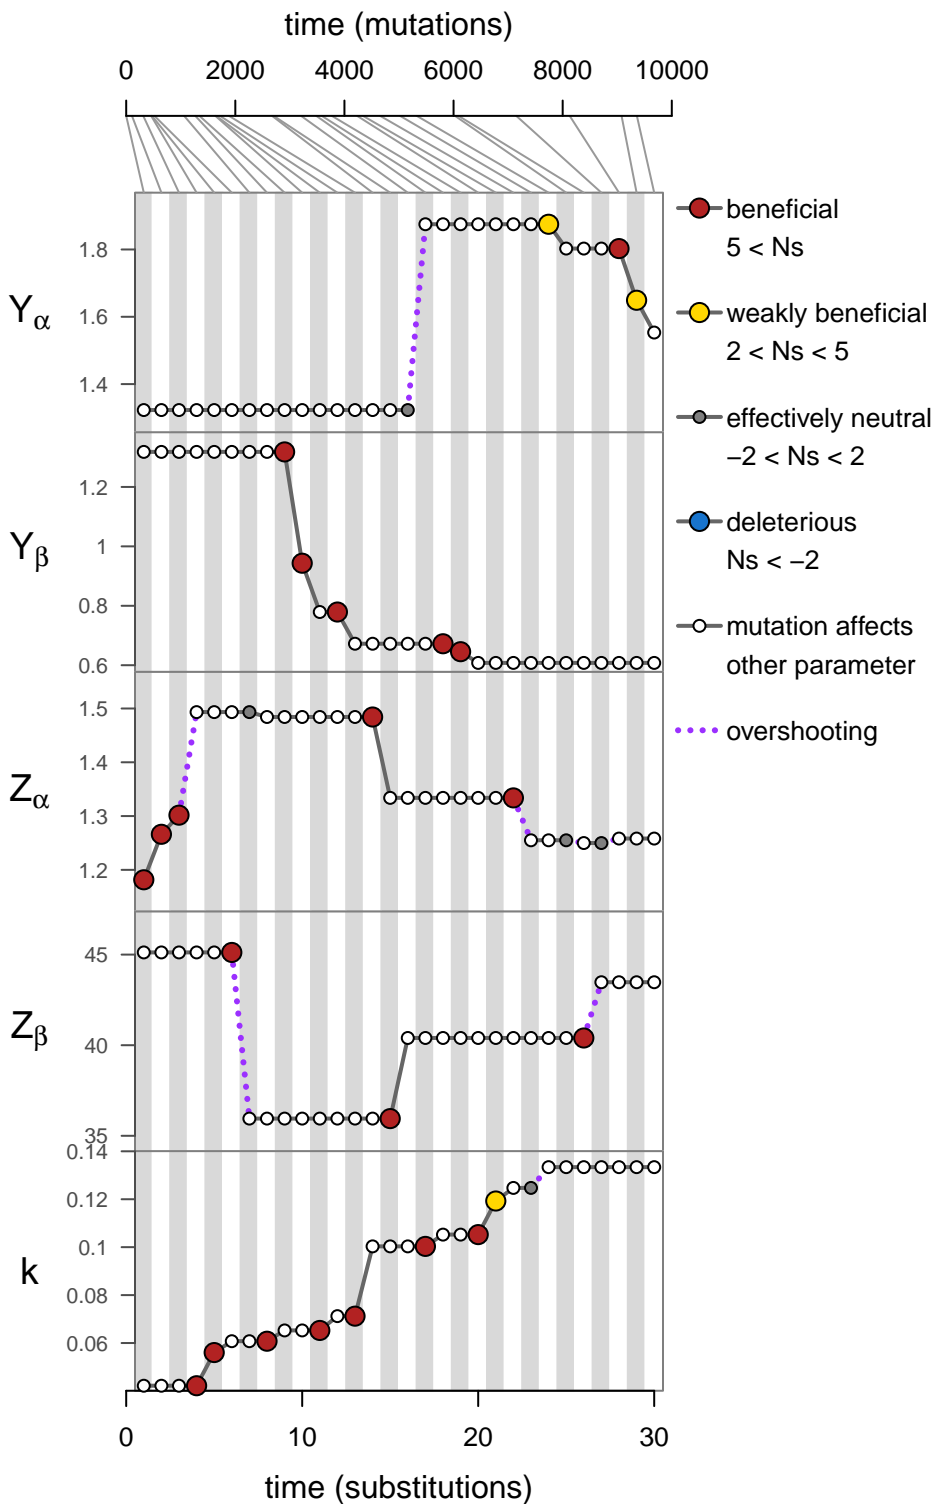 time (mutations)
0 2000 4000 6000 8000 10000
Yα
1.8
1.6
1.4
Yβ
1.2
1
0.8
0.6
Zα
1.5
1.4
1.3
1.2
Zβ
45
40
35
k
0.14
0.12
0.1
0.08
0.06
0 10 20 30
time (substitutions)
beneficial
5 < Ns
weakly beneficial
2 < Ns < 5
effectively neutral
−2 < Ns < 2
deleterious
Ns < −2
mutation affects
other parameter
overshooting